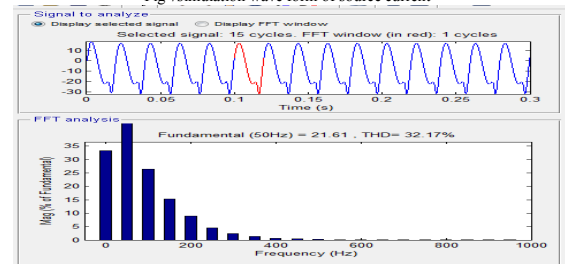 Signal to analyze
Display selected signal Display FFT window
Selected signal: 15 cycles. FFT window (in red): 1 cycles
10
0
-10
-20
-30
0 0.05 0.1 0.15 0.2 0.25 0.3
Time (s)
FFT analysis
Fundamental (50Hz) = 21.61 , THD= 32.17%
Mag (% of Fundamental)
35
30
25
20
15
10
5
0
0 200 400 600 800 1000
Frequency (Hz)